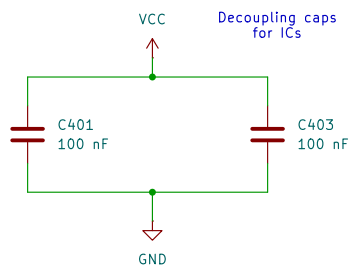 VCC
Decoupling caps
for ICs
C401
100 nF
C403
100 nF
GND